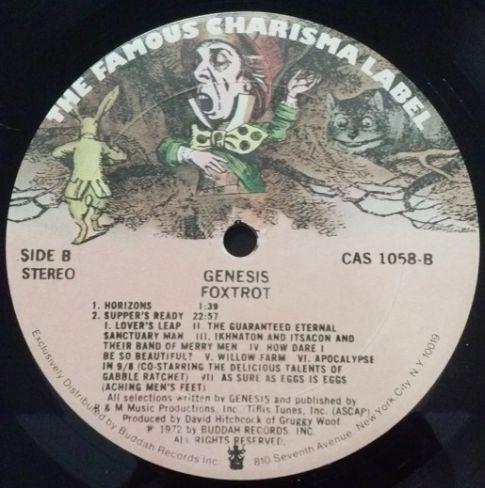 THE FAMOUS CHARISMA LABEL
SIDE B
STEREO
CAS 1058-B
GENESIS
FOXTROT
1. HORIZONS 1:39
2. SUPPER'S READY 22:57
I. LOVER'S LEAP II. THE GUARANTEED ETERNAL
SANCTUARY MAN III. IKHNATON AND ITSACON AND
THEIR BAND OF MERRY MEN IV. HOW DARE I
BE SO BEAUTIFUL? V. WILLOW FARM VI. APOCALYPSE
IN 9/8 (CO-STARRING THE DELICIOUS TALENTS OF
GABBLE RATCHET) VII AS SURE AS EGGS IS EGGS
(ACHING MEN'S FEET)
All selections written by GENESIS and published by
R & M Music Productions, Inc. Tiflis Tunes, Inc. (ASCAP)
Produced by David Hitchcock of Gruggy Woof
℗ 1972 by BUDDAH RECORDS, INC.
ALL RIGHTS RESERVED.
Exclusively Distributed by Buddah Records Inc. 810 Seventh Avenue, New York City, N.Y. 10019